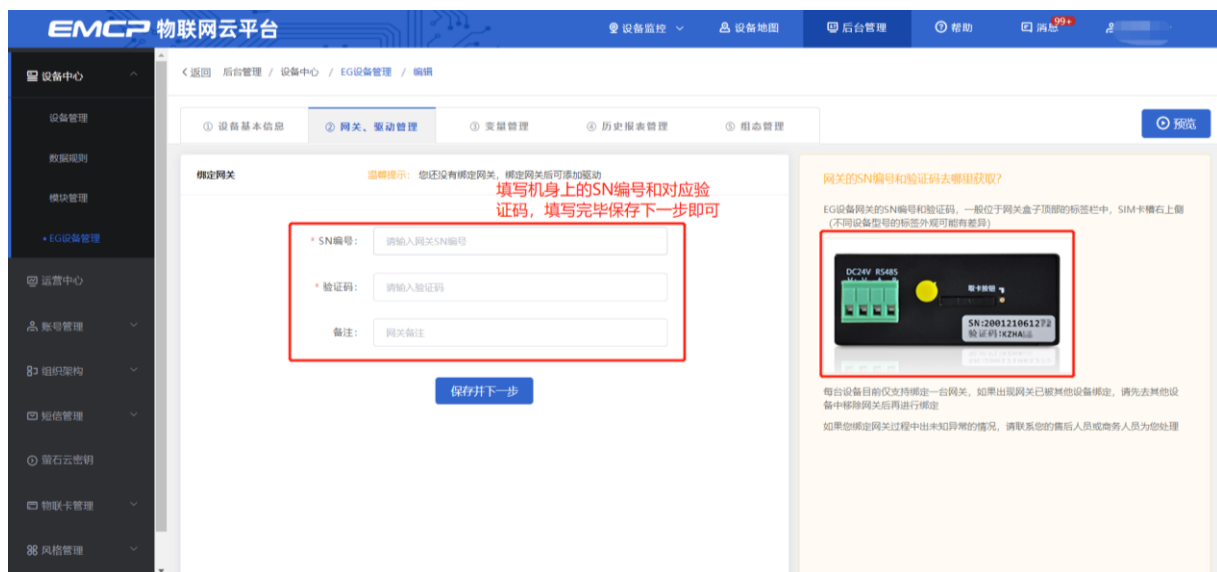 EMCP 物联网云平台
设备监控
设备地图
后台管理
帮助
消息
99+
设备中心
设备管理
数据规则
模块管理
EG设备管理
运营中心
账号管理
组织架构
短信管理
萤石云密钥
物联卡管理
风格管理
返回 后台管理 / 设备中心 / EG设备管理 / 编辑
① 设备基本信息
② 网关、驱动管理
③ 变量管理
④ 历史报表管理
⑤ 组态管理
预览
绑定网关
温馨提示: 您还没有绑定网关, 绑定网关后可添加驱动
填写机身上的SN编号和对应验
证码，填写完毕保存下一步即可
* SN编号: 请输入网关SN编号
* 验证码: 请输入验证码
备注: 网关备注
保存并下一步
网关的SN编号和验证码去哪里获取?
EG设备网关的SN编号和验证码, 一般位于网关盒子顶部的标签栏中, SIM卡槽右上侧
(不同设备型号的标签外观可能有差异)
DC24V RS485
V+ V- A B
取卡按钮
SN:200121061272
验证码:KZHA
每台设备目前仅支持绑定一台网关, 如果出现网关已被其他设备绑定, 请先去其他设
备中移除网关后再进行绑定
如果您绑定网关过程中出未知异常的情况, 请联系您的售后人员或商务人员为您处理